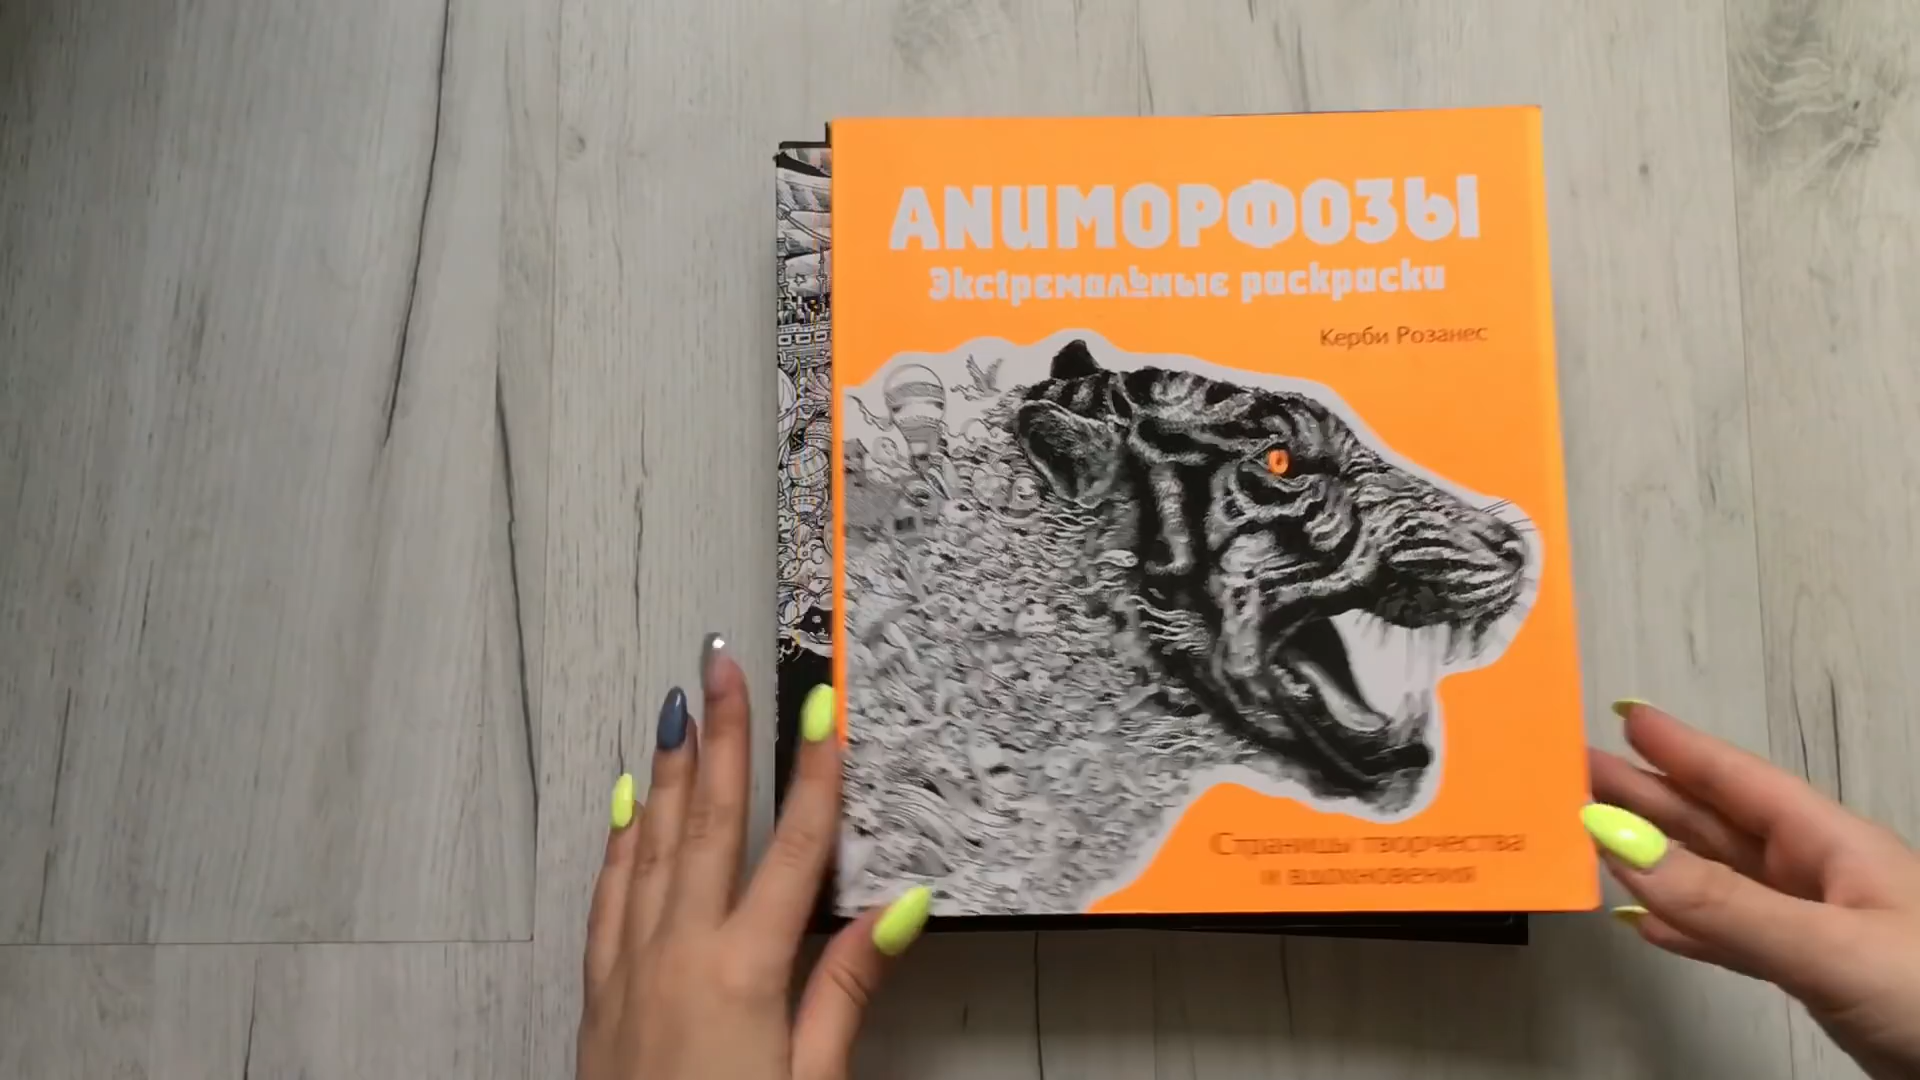 ANИМОРФОЗЫ
Экстремальные раскраски
Керби Розанес
Страницы творчества
и вдохновения